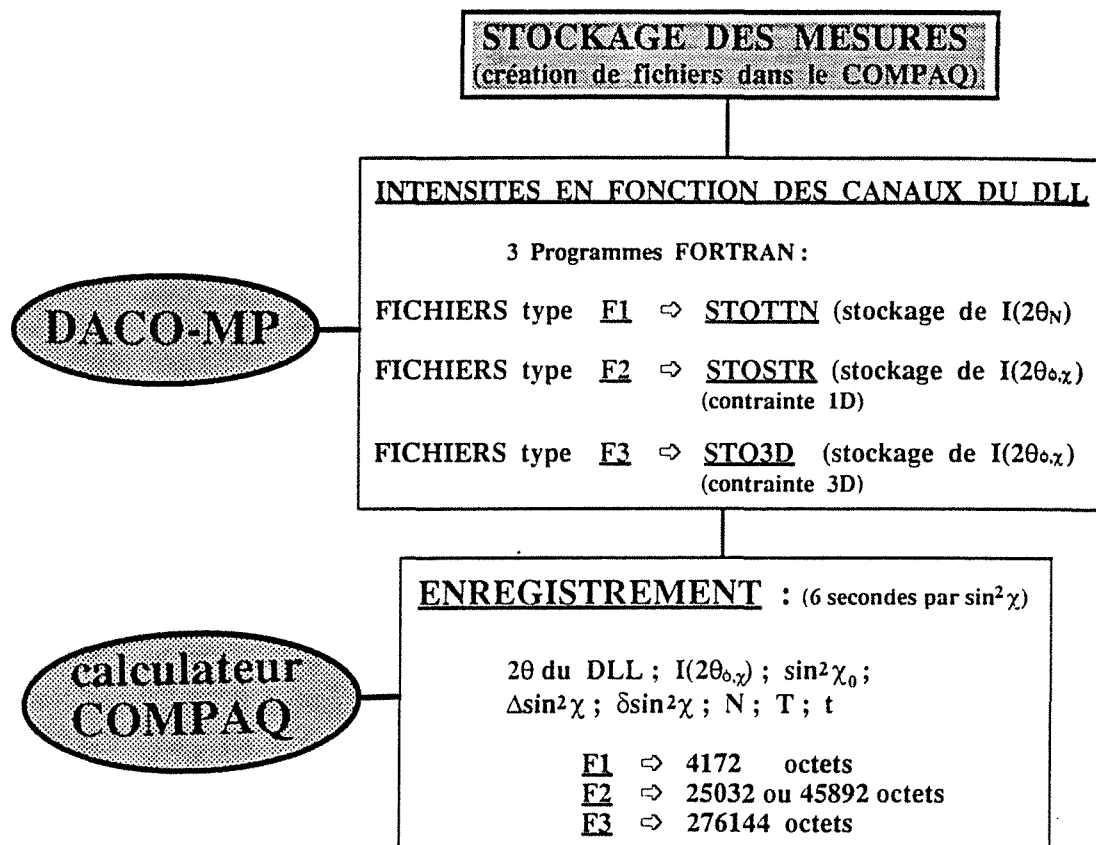 STOCKAGE DES MESURES
(création de fichiers dans le COMPAQ)
INTENSITES EN FONCTION DES CANAUX DU DLL
3 Programmes FORTRAN :
DACO-MP
FICHIERS type F1 ⇨ STOTTN (stockage de I(2θN)
FICHIERS type F2 ⇨ STOSTR (stockage de I(2θϕ,χ)
(contrainte 1D)
FICHIERS type F3 ⇨ STO3D (stockage de I(2θϕ,χ)
(contrainte 3D)
ENREGISTREMENT : (6 secondes par sin²χ)
calculateur
COMPAQ
2θ du DLL ; I(2θϕ,χ) ; sin²χ₀ ;
Δsin²χ ; δsin²χ ; N ; T ; t
F1 ⇨ 4172 octets
F2 ⇨ 25032 ou 45892 octets
F3 ⇨ 276144 octets